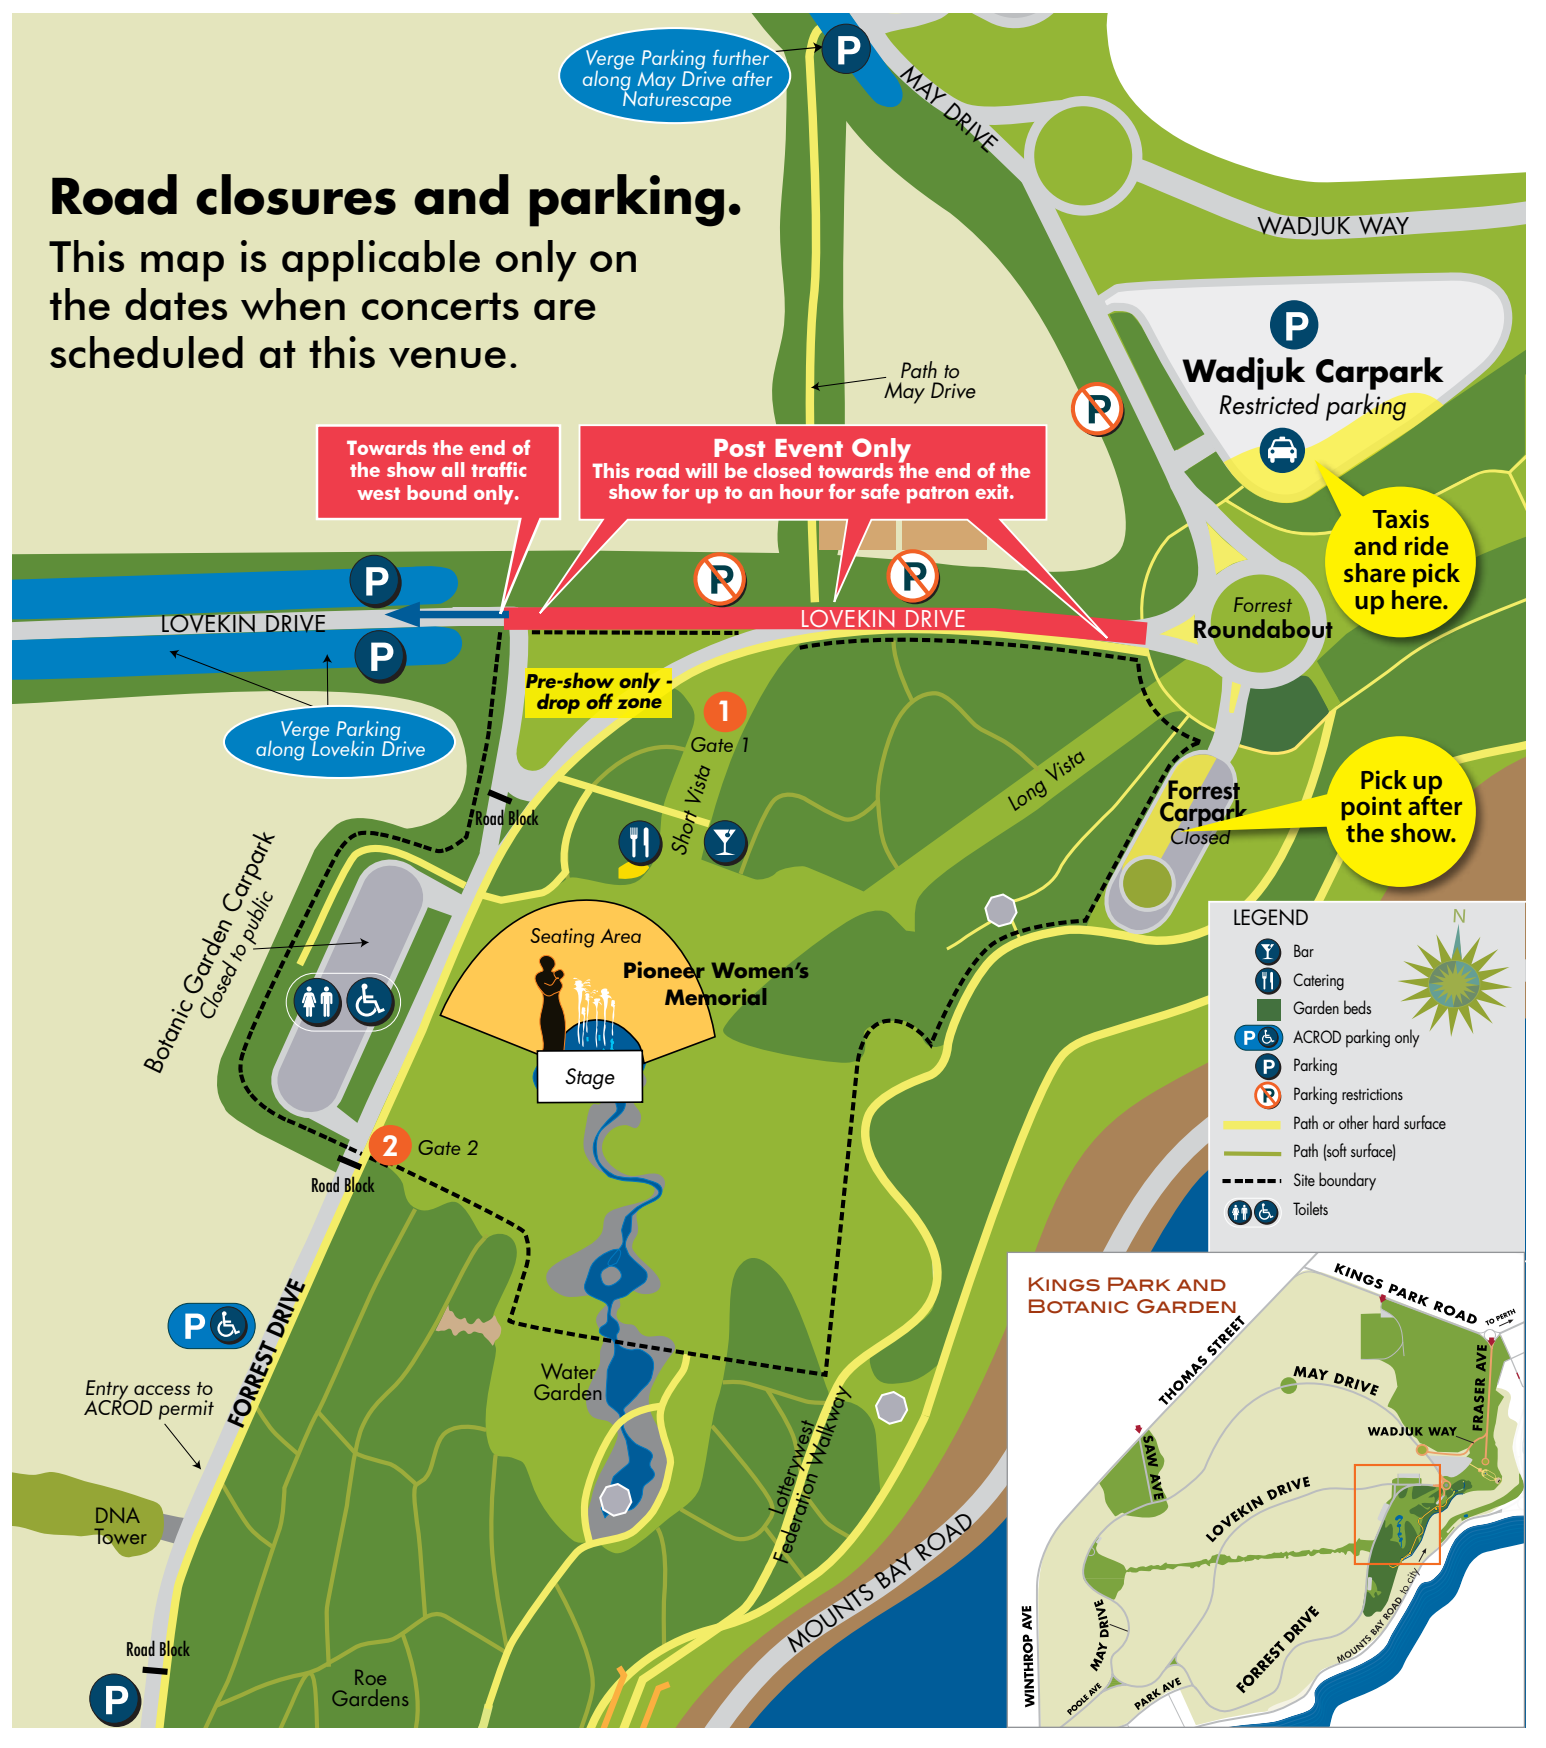 Verge Parking further
along May Drive after
Naturescape
P
MAY DRIVE
WADJUK WAY
Road closures and parking.
This map is applicable only on
the dates when concerts are
scheduled at this venue.
P
Wadjuk Carpark
Restricted parking
Path to
May Drive
P
Towards the end of
the show all traffic
west bound only.
Post Event Only
This road will be closed towards the end of the
show for up to an hour for safe patron exit.
Taxis
and ride
share pick
up here.
P
P
P
LOVEKIN DRIVE
LOVEKIN DRIVE
Forrest
Roundabout
P
Verge Parking
along Lovekin Drive
Pre-show only -
drop off zone
1
Gate 1
Short Vista
Long Vista
Forrest
Carpark
Closed
Pick up
point after
the show.
Road Block
Botanic Garden Carpark
Closed to public
Seating Area
Pioneer Women's
Memorial
Stage
2
Gate 2
Road Block
LEGEND
N
Bar
Catering
Garden beds
P
ACROD parking only
P
Parking
P
Parking restrictions
Path or other hard surface
Path (soft surface)
Site boundary
Toilets
P
FORREST DRIVE
Entry access to
ACROD permit
DNA
Tower
Water
Garden
Lotterywest
Federation Walkway
MOUNTS BAY ROAD
Road Block
P
Roe
Gardens
KINGS PARK AND
BOTANIC GARDEN
KINGS PARK ROAD
TO PERTH
THOMAS STREET
MAY DRIVE
FRASER AVE
WADJUK WAY
SAW AVE
LOVEKIN DRIVE
WINTHROP AVE
MAY DRIVE
POOLE AVE
PARK AVE
FORREST DRIVE
MOUNTS BAY ROAD to city